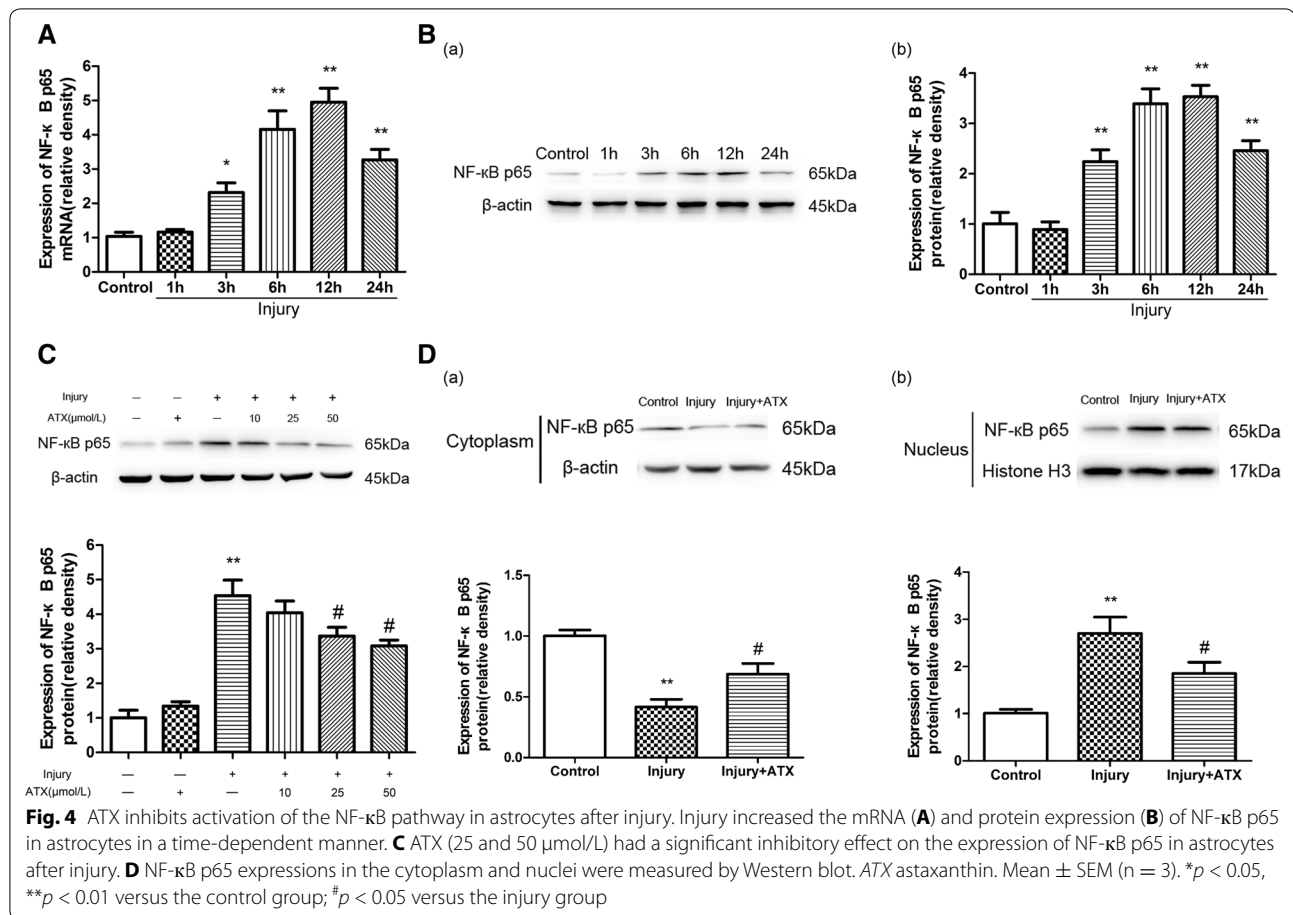 A
Expression of NF-κ B p65
mRNA(relative density)
6
5
4
3
2
1
0
*
**
**
**
Control 1h 3h 6h 12h 24h
Injury
B
(a)
Control 1h 3h 6h 12h 24h
NF-κB p65 65kDa
β-actin 45kDa
(b)
Expression of NF-κ B p65
protein(relative density)
4
3
2
1
0
**
**
**
**
Control 1h 3h 6h 12h 24h
Injury
C
Injury — — + + + +
ATX(μmol/L) — + — 10 25 50
NF-κB p65 65kDa
β-actin 45kDa
Expression of NF-κ B p65
protein(relative density)
6
5
4
3
2
1
0
**
#
#
Injury — — + + + +
ATX(μmol/L) — + — 10 25 50
D
(a)
Control Injury Injury+ATX
Cytoplasm
NF-κB p65 65kDa
β-actin 45kDa
Expression of NF-κ B p65
protein(relative density)
1.5
1.0
0.5
0.0
**
#
Control Injury Injury+ATX
(b)
Control Injury Injury+ATX
Nucleus
NF-κB p65 65kDa
Histone H3 17kDa
Expression of NF-κ B p65
protein(relative density)
4
3
2
1
0
**
#
Control Injury Injury+ATX
Fig. 4 ATX inhibits activation of the NF-κB pathway in astrocytes after injury. Injury increased the mRNA (A) and protein expression (B) of NF-κB p65
in astrocytes in a time-dependent manner. C ATX (25 and 50 μmol/L) had a significant inhibitory effect on the expression of NF-κB p65 in astrocytes
after injury. D NF-κB p65 expressions in the cytoplasm and nuclei were measured by Western blot. ATX astaxanthin. Mean ± SEM (n = 3). *p < 0.05,
**p < 0.01 versus the control group; #p < 0.05 versus the injury group